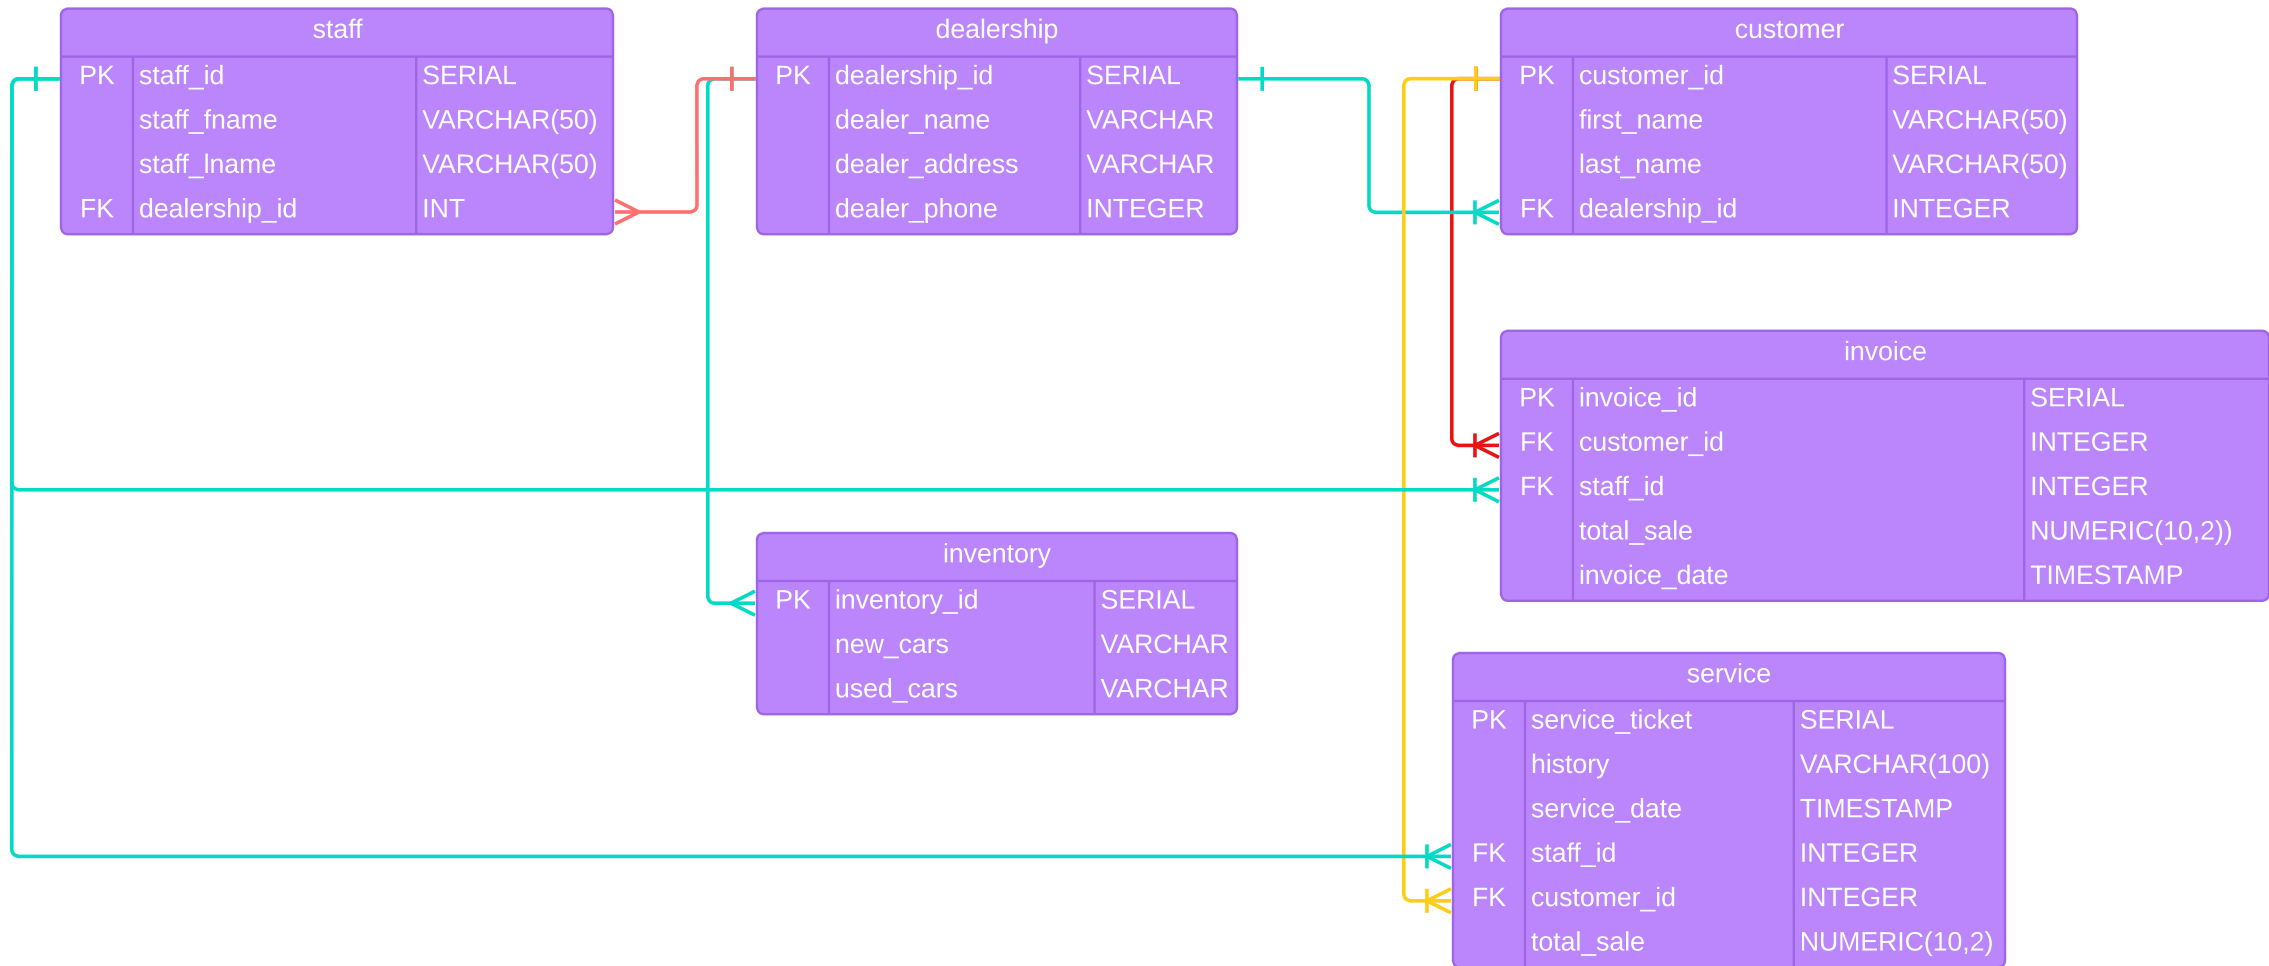 staff
PK staff_id SERIAL
staff_fname VARCHAR(50)
staff_lname VARCHAR(50)
FK dealership_id INT
dealership
PK dealership_id SERIAL
dealer_name VARCHAR
dealer_address VARCHAR
dealer_phone INTEGER
customer
PK customer_id SERIAL
first_name VARCHAR(50)
last_name VARCHAR(50)
FK dealership_id INTEGER
invoice
PK invoice_id SERIAL
FK customer_id INTEGER
FK staff_id INTEGER
total_sale NUMERIC(10,2))
invoice_date TIMESTAMP
inventory
PK inventory_id SERIAL
new_cars VARCHAR
used_cars VARCHAR
service
PK service_ticket SERIAL
history VARCHAR(100)
service_date TIMESTAMP
FK staff_id INTEGER
FK customer_id INTEGER
total_sale NUMERIC(10,2)